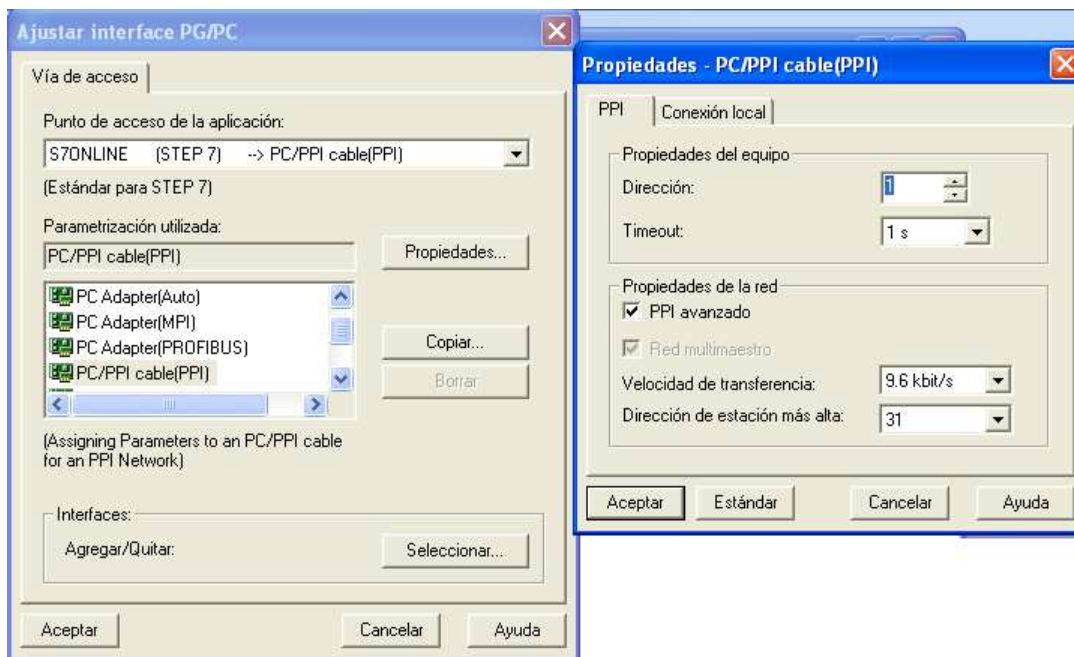 Ajustar interface PG/PC
Vía de acceso
Punto de acceso de la aplicación:
S7ONLINE (STEP 7) --> PC/PPI cable(PPI)
(Estándar para STEP 7)
Parametrización utilizada:
PC/PPI cable(PPI)
Propiedades...
PC Adapter(Auto)
PC Adapter(MPI)
PC Adapter(PROFIBUS)
PC/PPI cable(PPI)
Copiar...
Borrar
(Assigning Parameters to an PC/PPI cable
for an PPI Network)
Interfaces:
Agregar/Quitar:
Seleccionar...
Aceptar
Cancelar
Ayuda
Propiedades - PC/PPI cable(PPI)
PPI
Conexión local
Propiedades del equipo
Dirección:
1
Timeout:
1 s
Propiedades de la red
PPI avanzado
Red multimaestro
Velocidad de transferencia:
9.6 kbit/s
Dirección de estación más alta:
31
Aceptar
Estándar
Cancelar
Ayuda